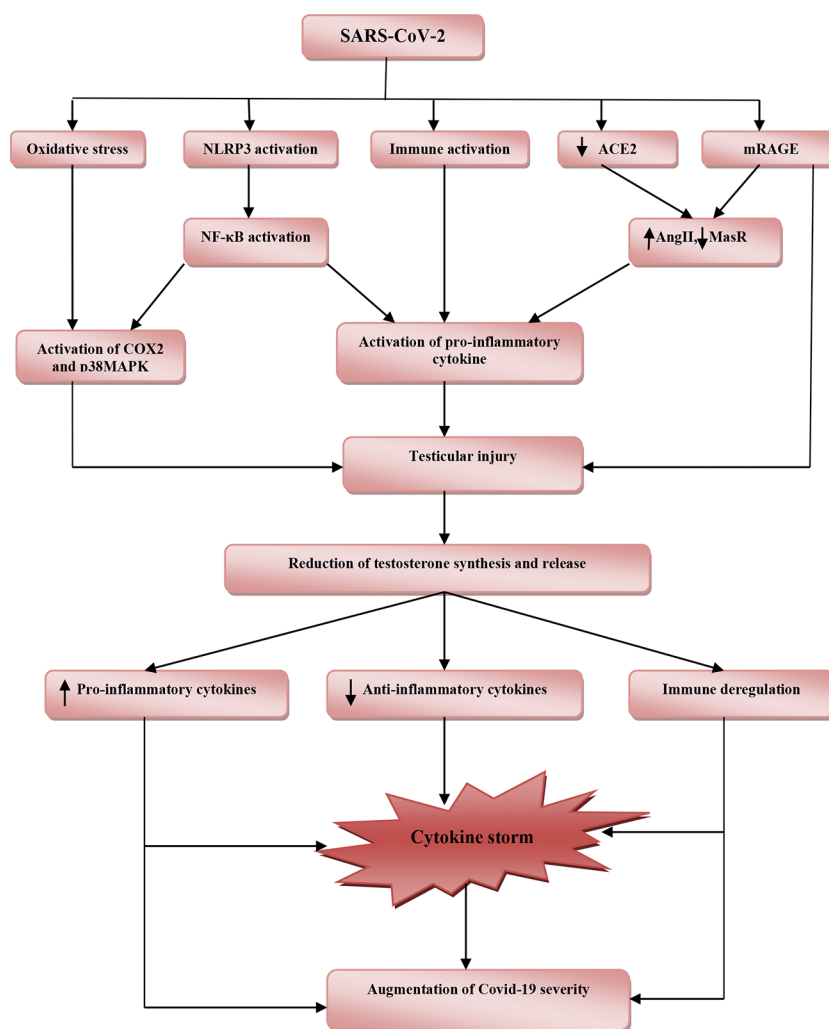 SARS-CoV-2
Oxidative stress
NLRP3 activation
Immune activation
ACE2
mRAGE
NF-κB activation
AngII, MasR
Activation of COX2
and p38MAPK
Activation of pro-inflammatory
cytokine
Testicular injury
Reduction of testosterone synthesis and release
Pro-inflammatory cytokines
Anti-inflammatory cytokines
Immune deregulation
Cytokine storm
Augmentation of Covid-19 severity